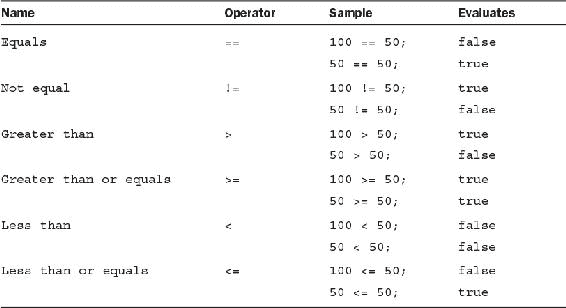 Name Operator Sample Evaluates
Equals == 100 == 50; false
50 == 50; true
Not equal != 100 != 50; true
50 != 50; false
Greater than > 100 > 50; true
50 > 50; false
Greater than or equals >= 100 >= 50; true
50 >= 50; true
Less than < 100 < 50; false
50 < 50; false
Less than or equals <= 100 <= 50; false
50 <= 50; true